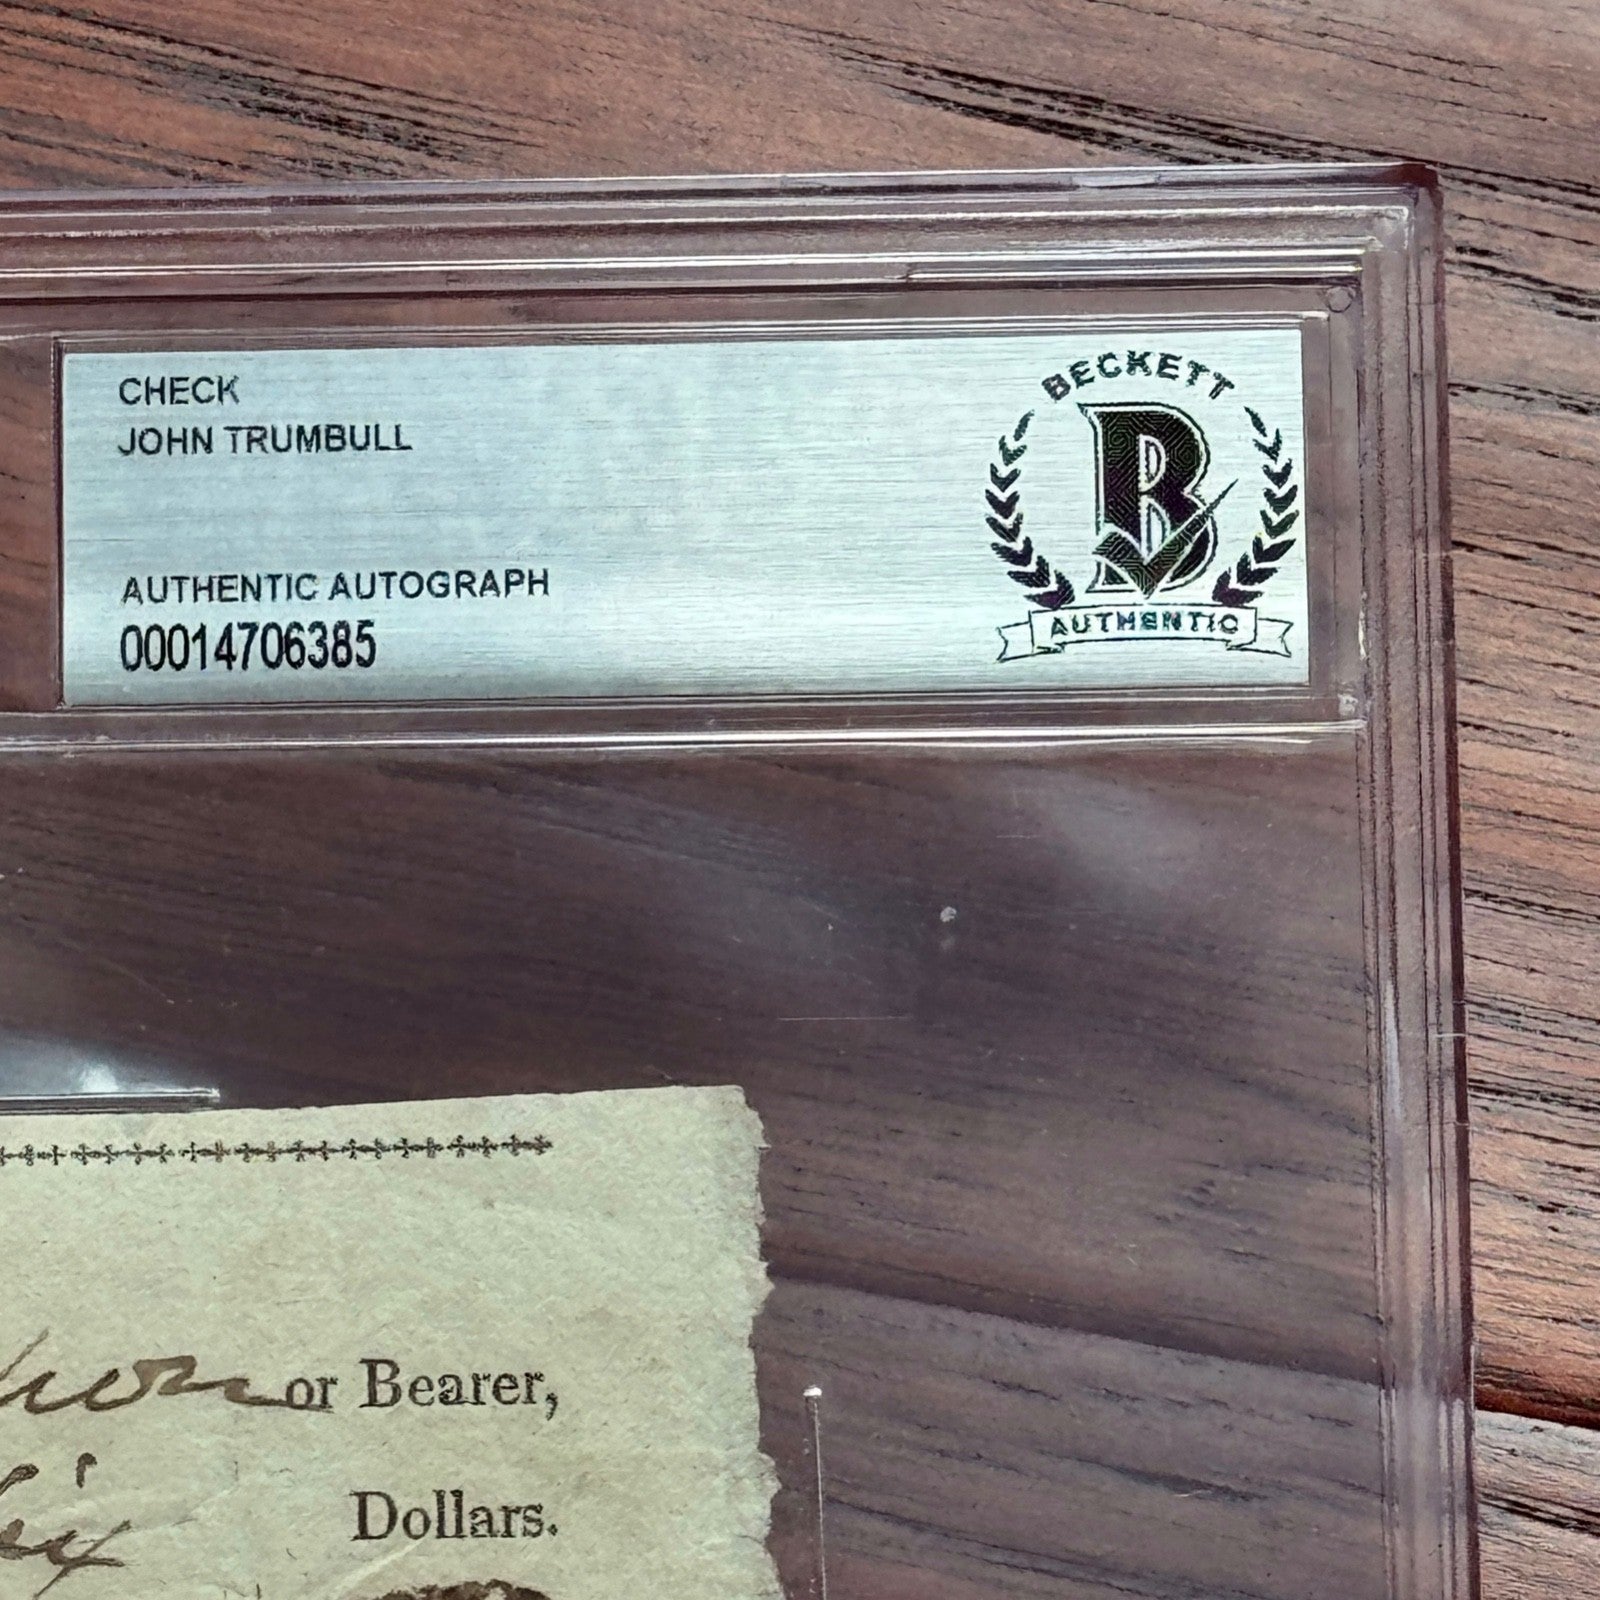 CHECK
JOHN TRUMBULL
AUTHENTIC AUTOGRAPH
00014706385
BECKETT
B
AUTHENTIC
or Bearer,
Dollars.